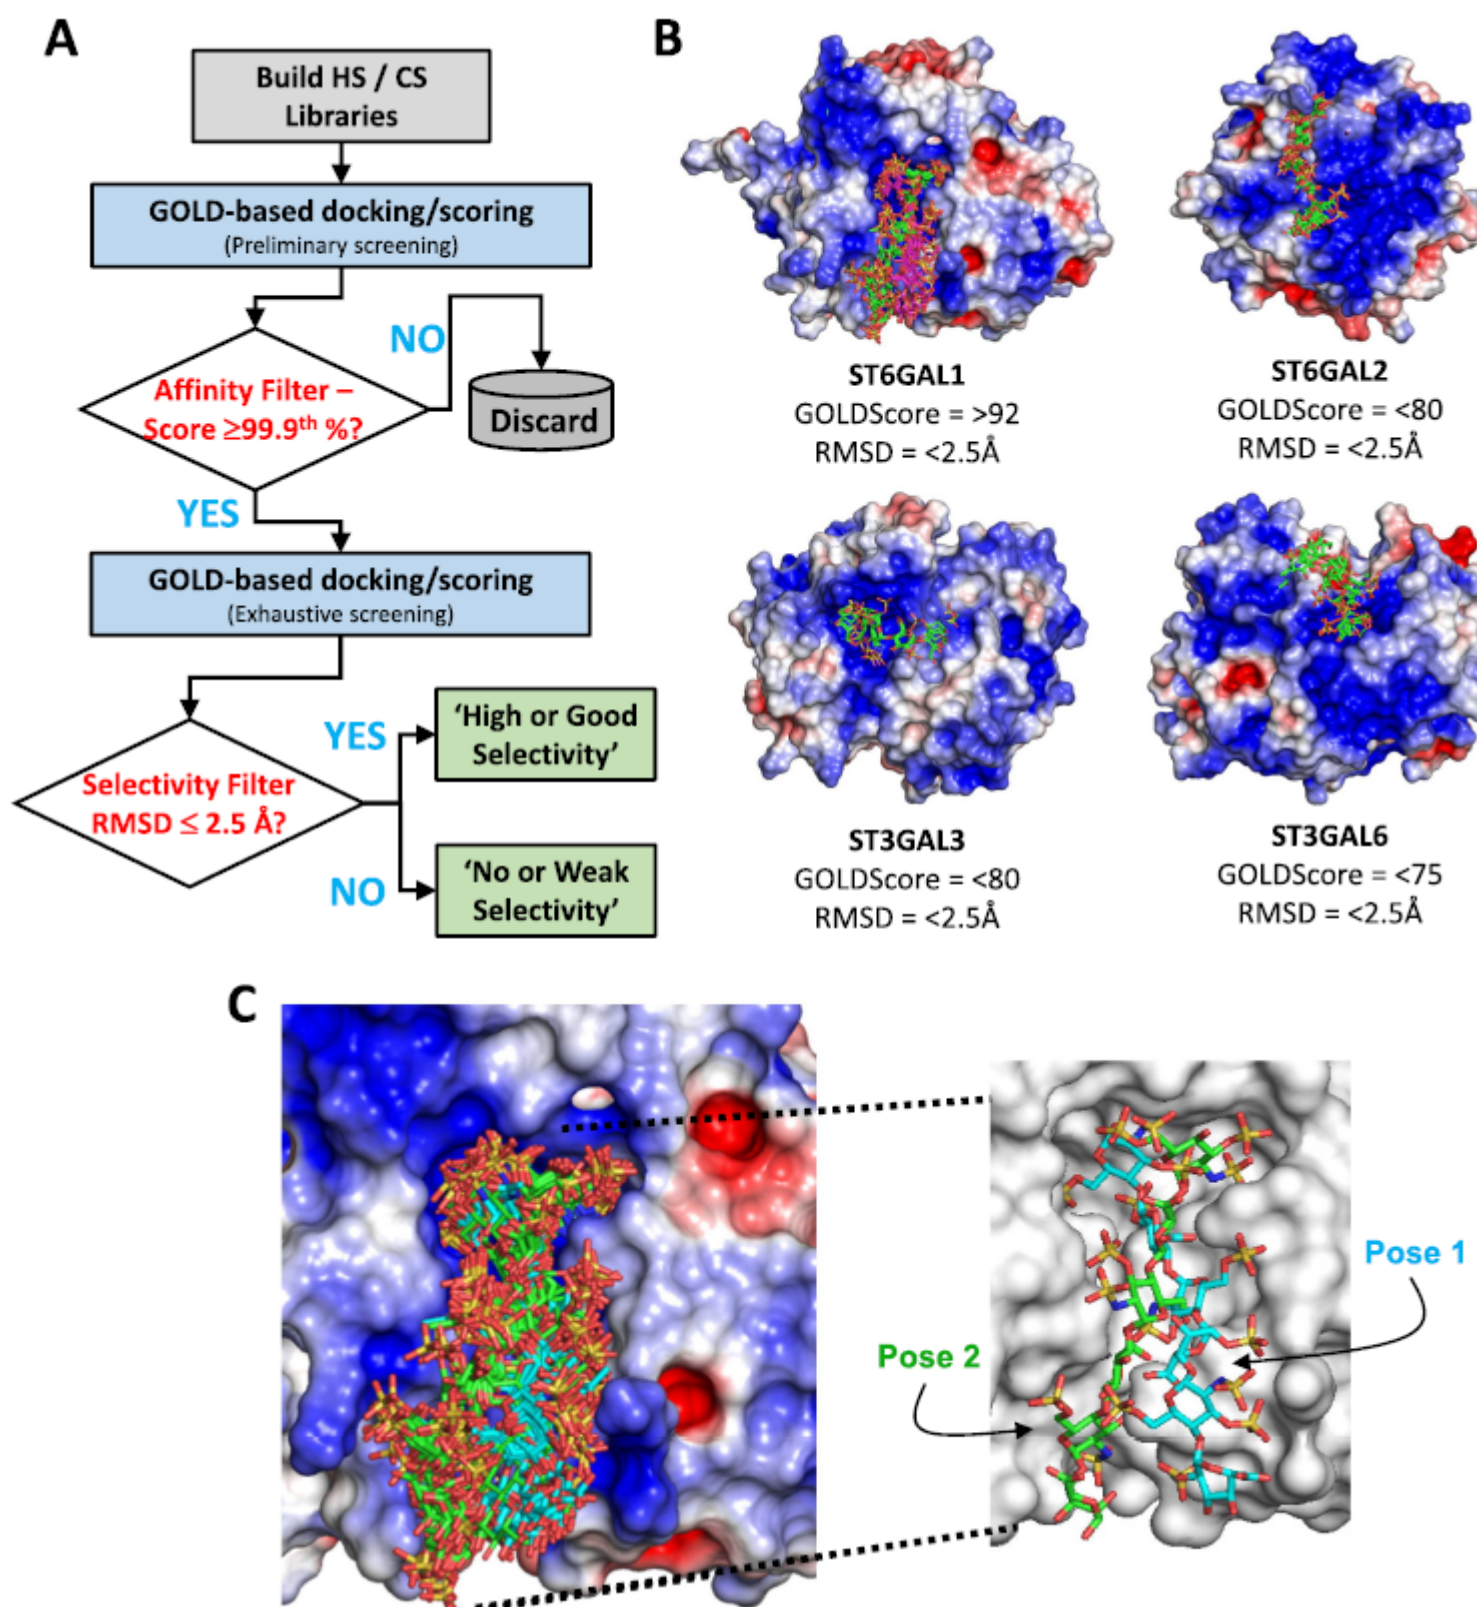 A
Build HS / CS
Libraries
GOLD-based docking/scoring
(Preliminary screening)
NO
Affinity Filter –
Score ≥99.9th %?
Discard
YES
GOLD-based docking/scoring
(Exhaustive screening)
YES
‘High or Good
Selectivity’
Selectivity Filter
RMSD ≤ 2.5 Å?
NO
‘No or Weak
Selectivity’
B
ST6GAL1
GOLDScore = >92
RMSD = <2.5Å
ST6GAL2
GOLDScore = <80
RMSD = <2.5Å
ST3GAL3
GOLDScore = <80
RMSD = <2.5Å
ST3GAL6
GOLDScore = <75
RMSD = <2.5Å
C
Pose 1
Pose 2